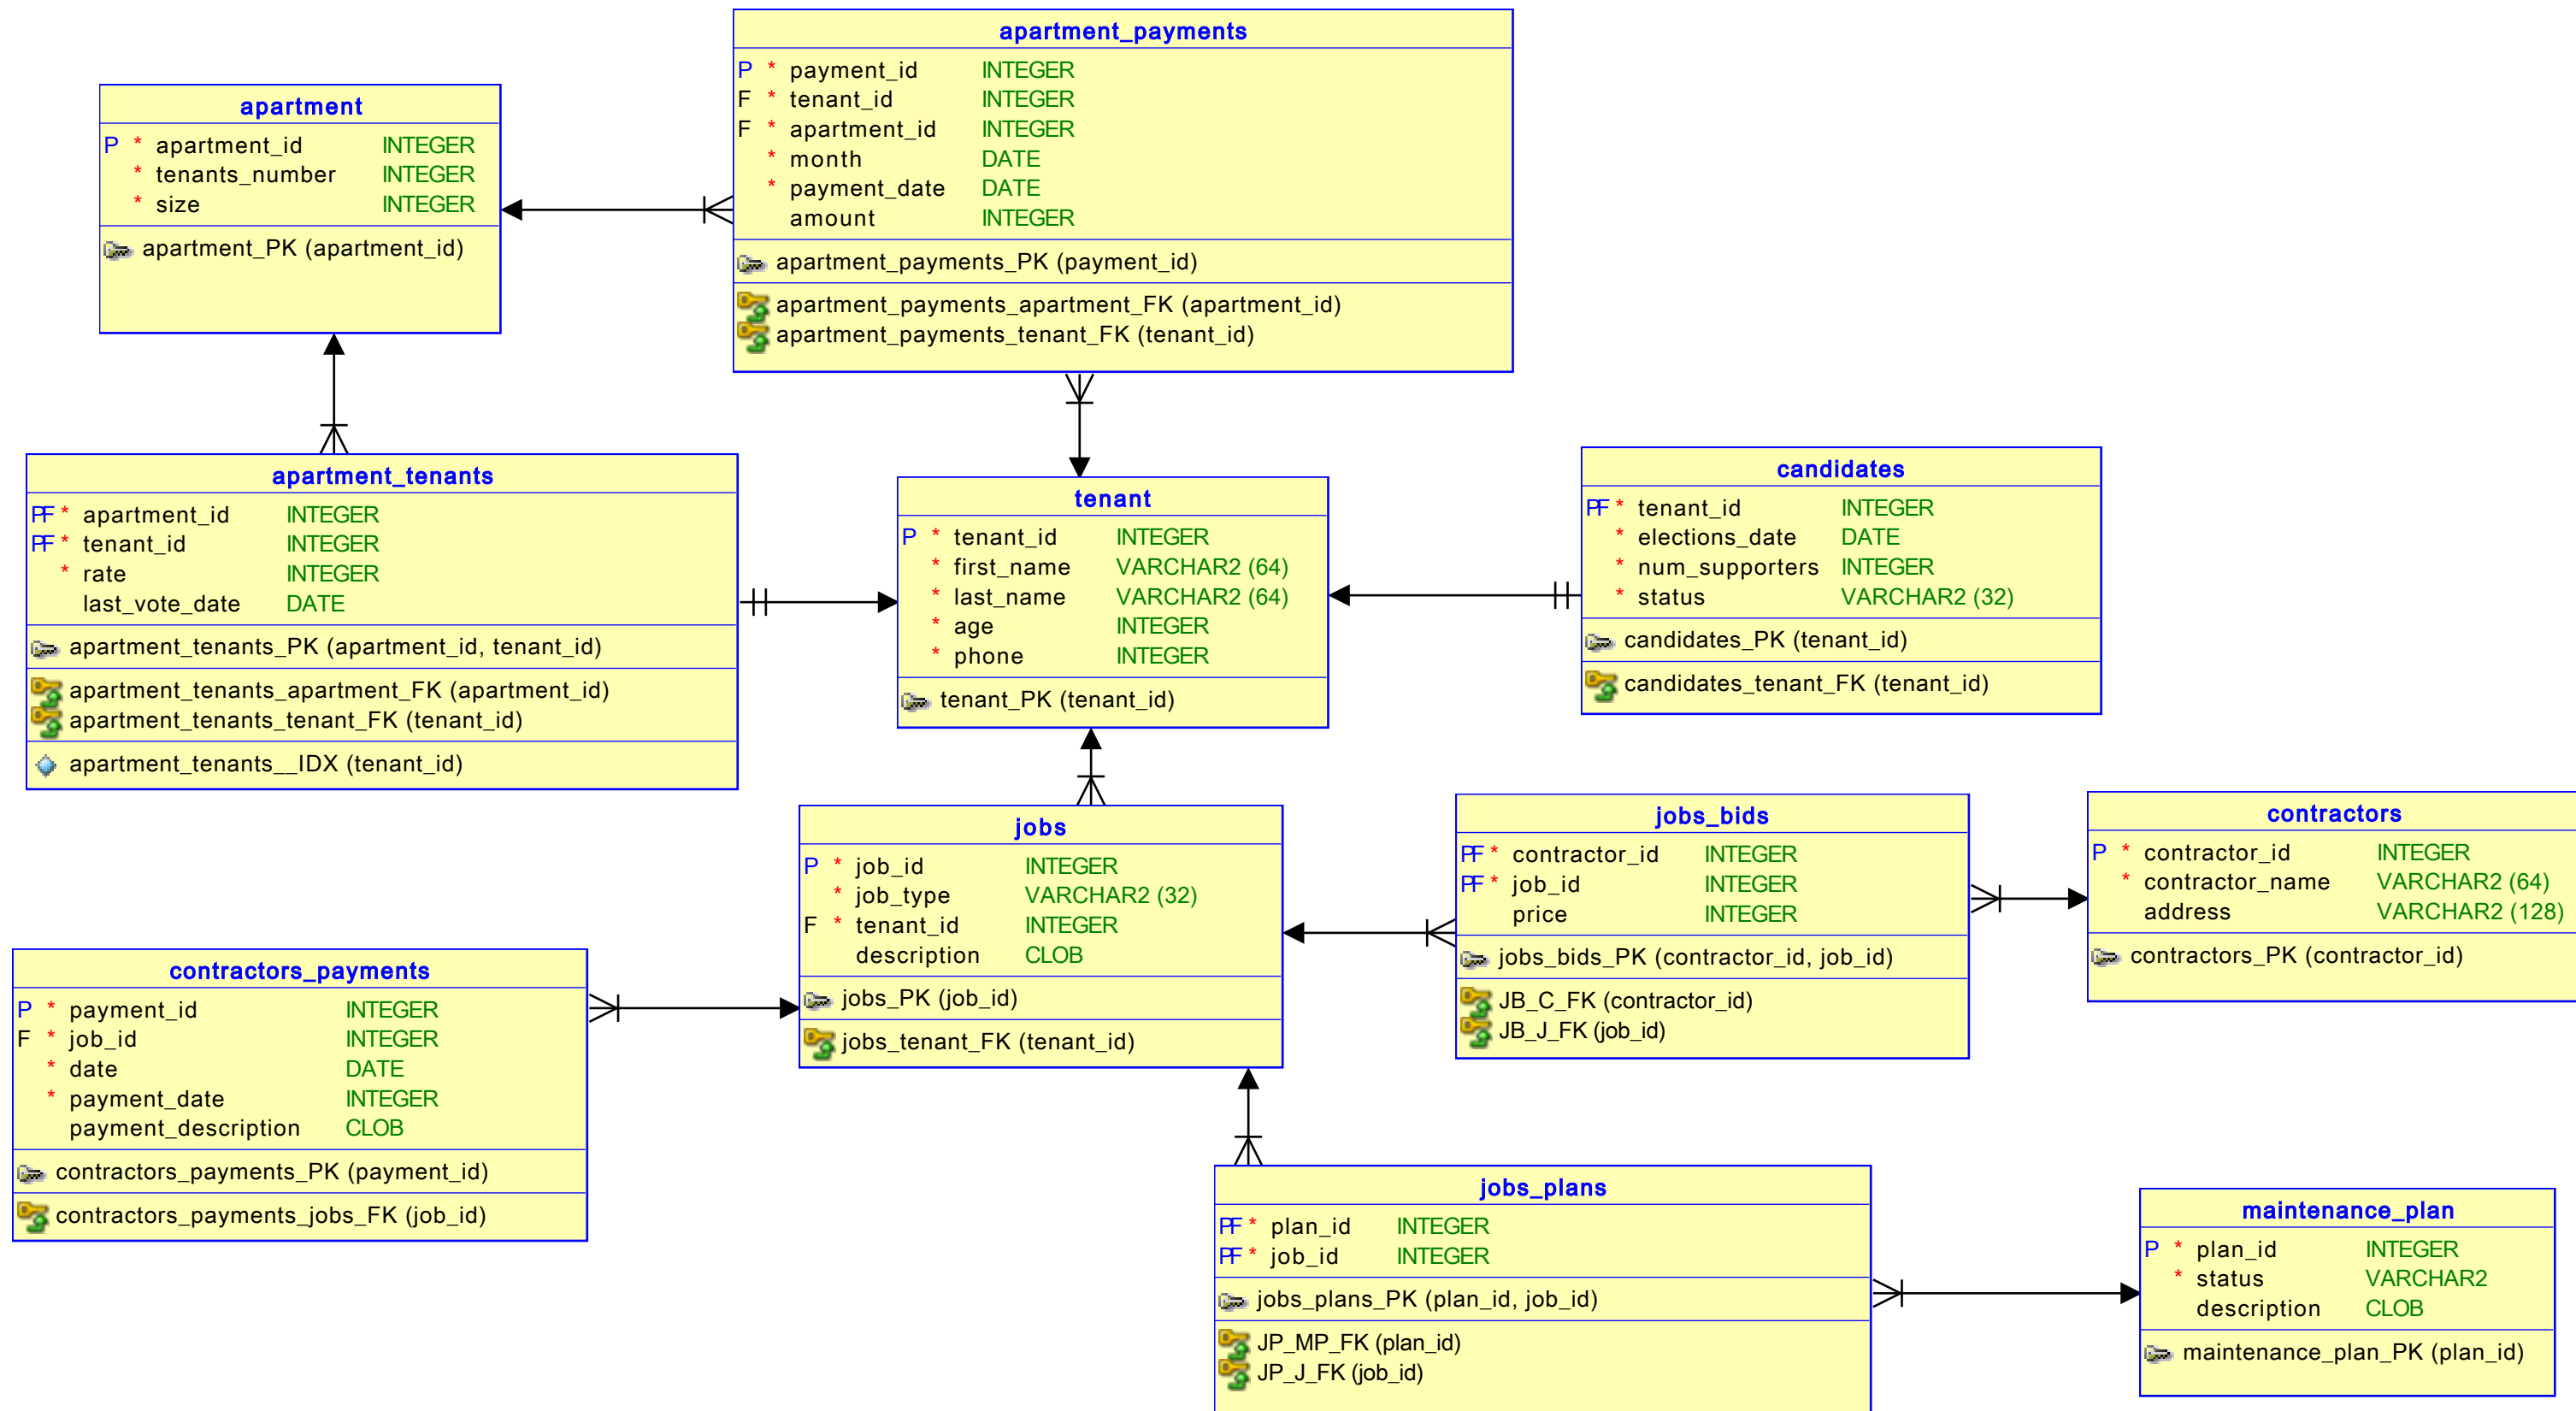 apartment_payments
P * payment_id INTEGER
F * tenant_id INTEGER
F * apartment_id INTEGER
* month DATE
* payment_date DATE
amount INTEGER
apartment_payments_PK (payment_id)
apartment_payments_apartment_FK (apartment_id)
apartment_payments_tenant_FK (tenant_id)
apartment
P * apartment_id INTEGER
* tenants_number INTEGER
* size INTEGER
apartment_PK (apartment_id)
apartment_tenants
PF * apartment_id INTEGER
PF * tenant_id INTEGER
* rate INTEGER
last_vote_date DATE
apartment_tenants_PK (apartment_id, tenant_id)
apartment_tenants_apartment_FK (apartment_id)
apartment_tenants_tenant_FK (tenant_id)
apartment_tenants__IDX (tenant_id)
tenant
P * tenant_id INTEGER
* first_name VARCHAR2 (64)
* last_name VARCHAR2 (64)
* age INTEGER
* phone INTEGER
tenant_PK (tenant_id)
candidates
PF * tenant_id INTEGER
* elections_date DATE
* num_supporters INTEGER
* status VARCHAR2 (32)
candidates_PK (tenant_id)
candidates_tenant_FK (tenant_id)
jobs
P * job_id INTEGER
* job_type VARCHAR2 (32)
F * tenant_id INTEGER
description CLOB
jobs_PK (job_id)
jobs_tenant_FK (tenant_id)
jobs_bids
PF * contractor_id INTEGER
PF * job_id INTEGER
price INTEGER
jobs_bids_PK (contractor_id, job_id)
JB_C_FK (contractor_id)
JB_J_FK (job_id)
contractors
P * contractor_id INTEGER
* contractor_name VARCHAR2 (64)
address VARCHAR2 (128)
contractors_PK (contractor_id)
contractors_payments
P * payment_id INTEGER
F * job_id INTEGER
* date DATE
* payment_date INTEGER
payment_description CLOB
contractors_payments_PK (payment_id)
contractors_payments_jobs_FK (job_id)
jobs_plans
PF * plan_id INTEGER
PF * job_id INTEGER
jobs_plans_PK (plan_id, job_id)
JP_MP_FK (plan_id)
JP_J_FK (job_id)
maintenance_plan
P * plan_id INTEGER
* status VARCHAR2
description CLOB
maintenance_plan_PK (plan_id)